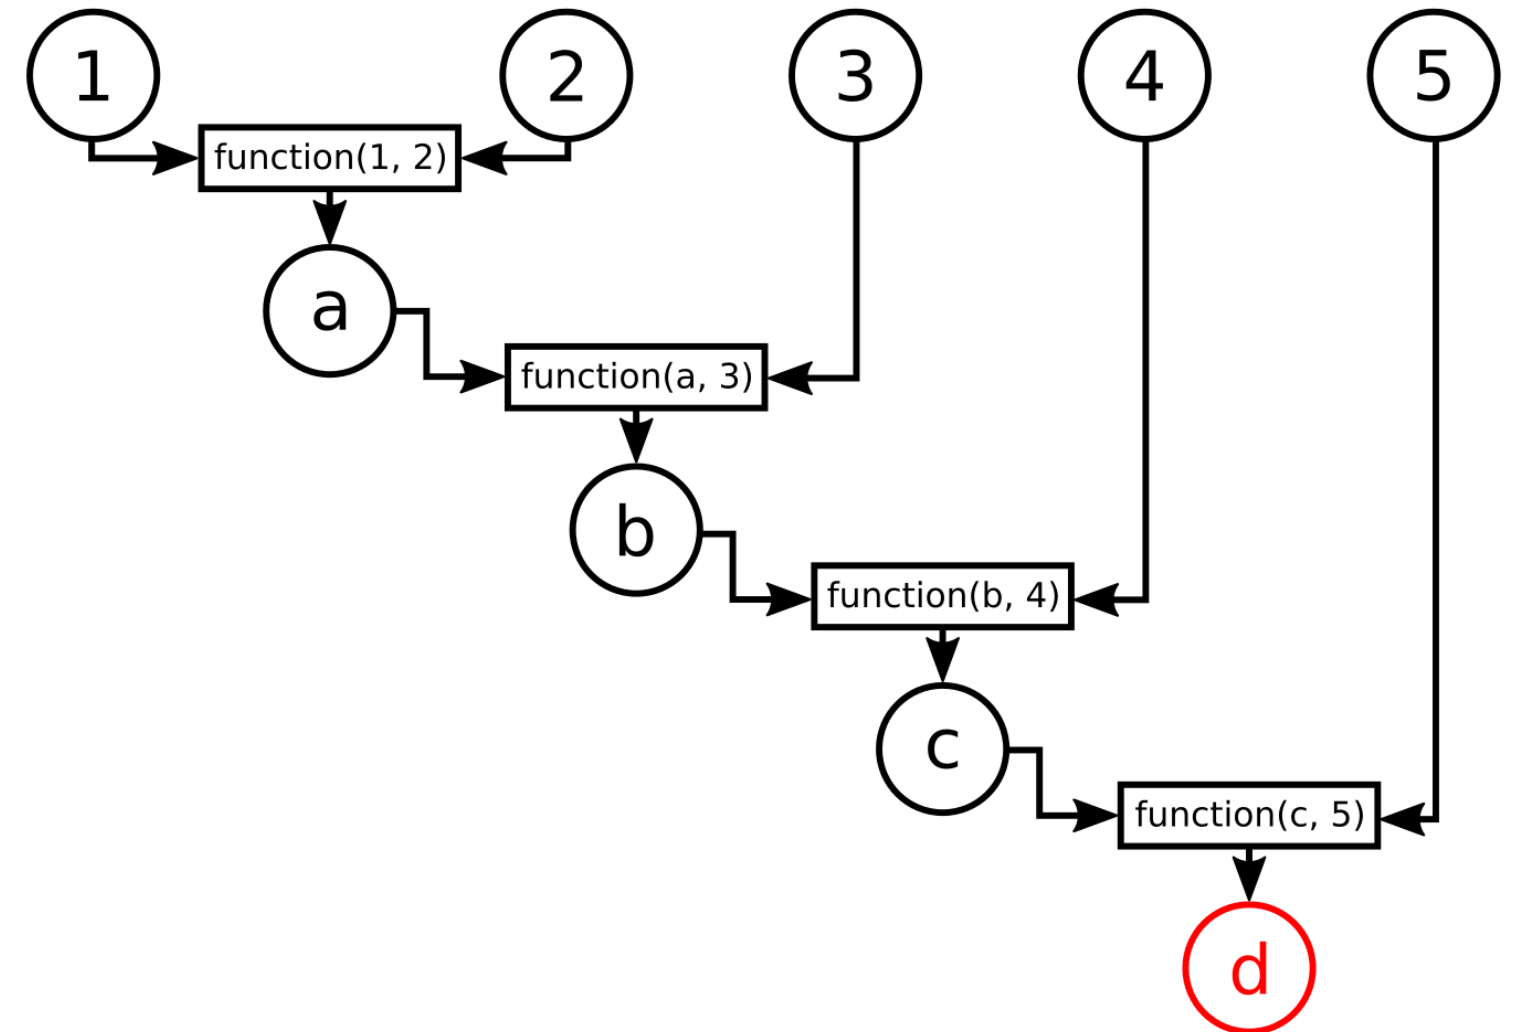 1
2
3
4
5
function(1, 2)
a
function(a, 3)
b
function(b, 4)
c
function(c, 5)
d